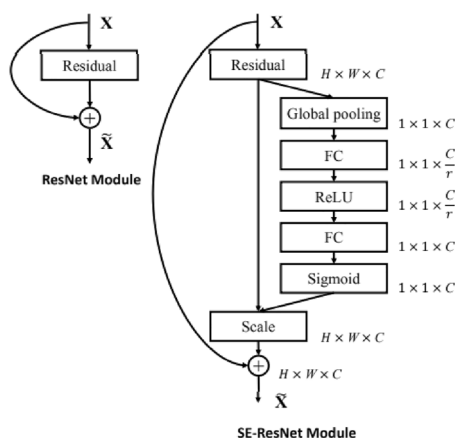 X
Residual
+
X̃
ResNet Module
X
Residual
H × W × C
Global pooling
1 × 1 × C
FC
1 × 1 × C/r
ReLU
1 × 1 × C/r
FC
1 × 1 × C
Sigmoid
1 × 1 × C
Scale
H × W × C
+
H × W × C
X̃
SE-ResNet Module